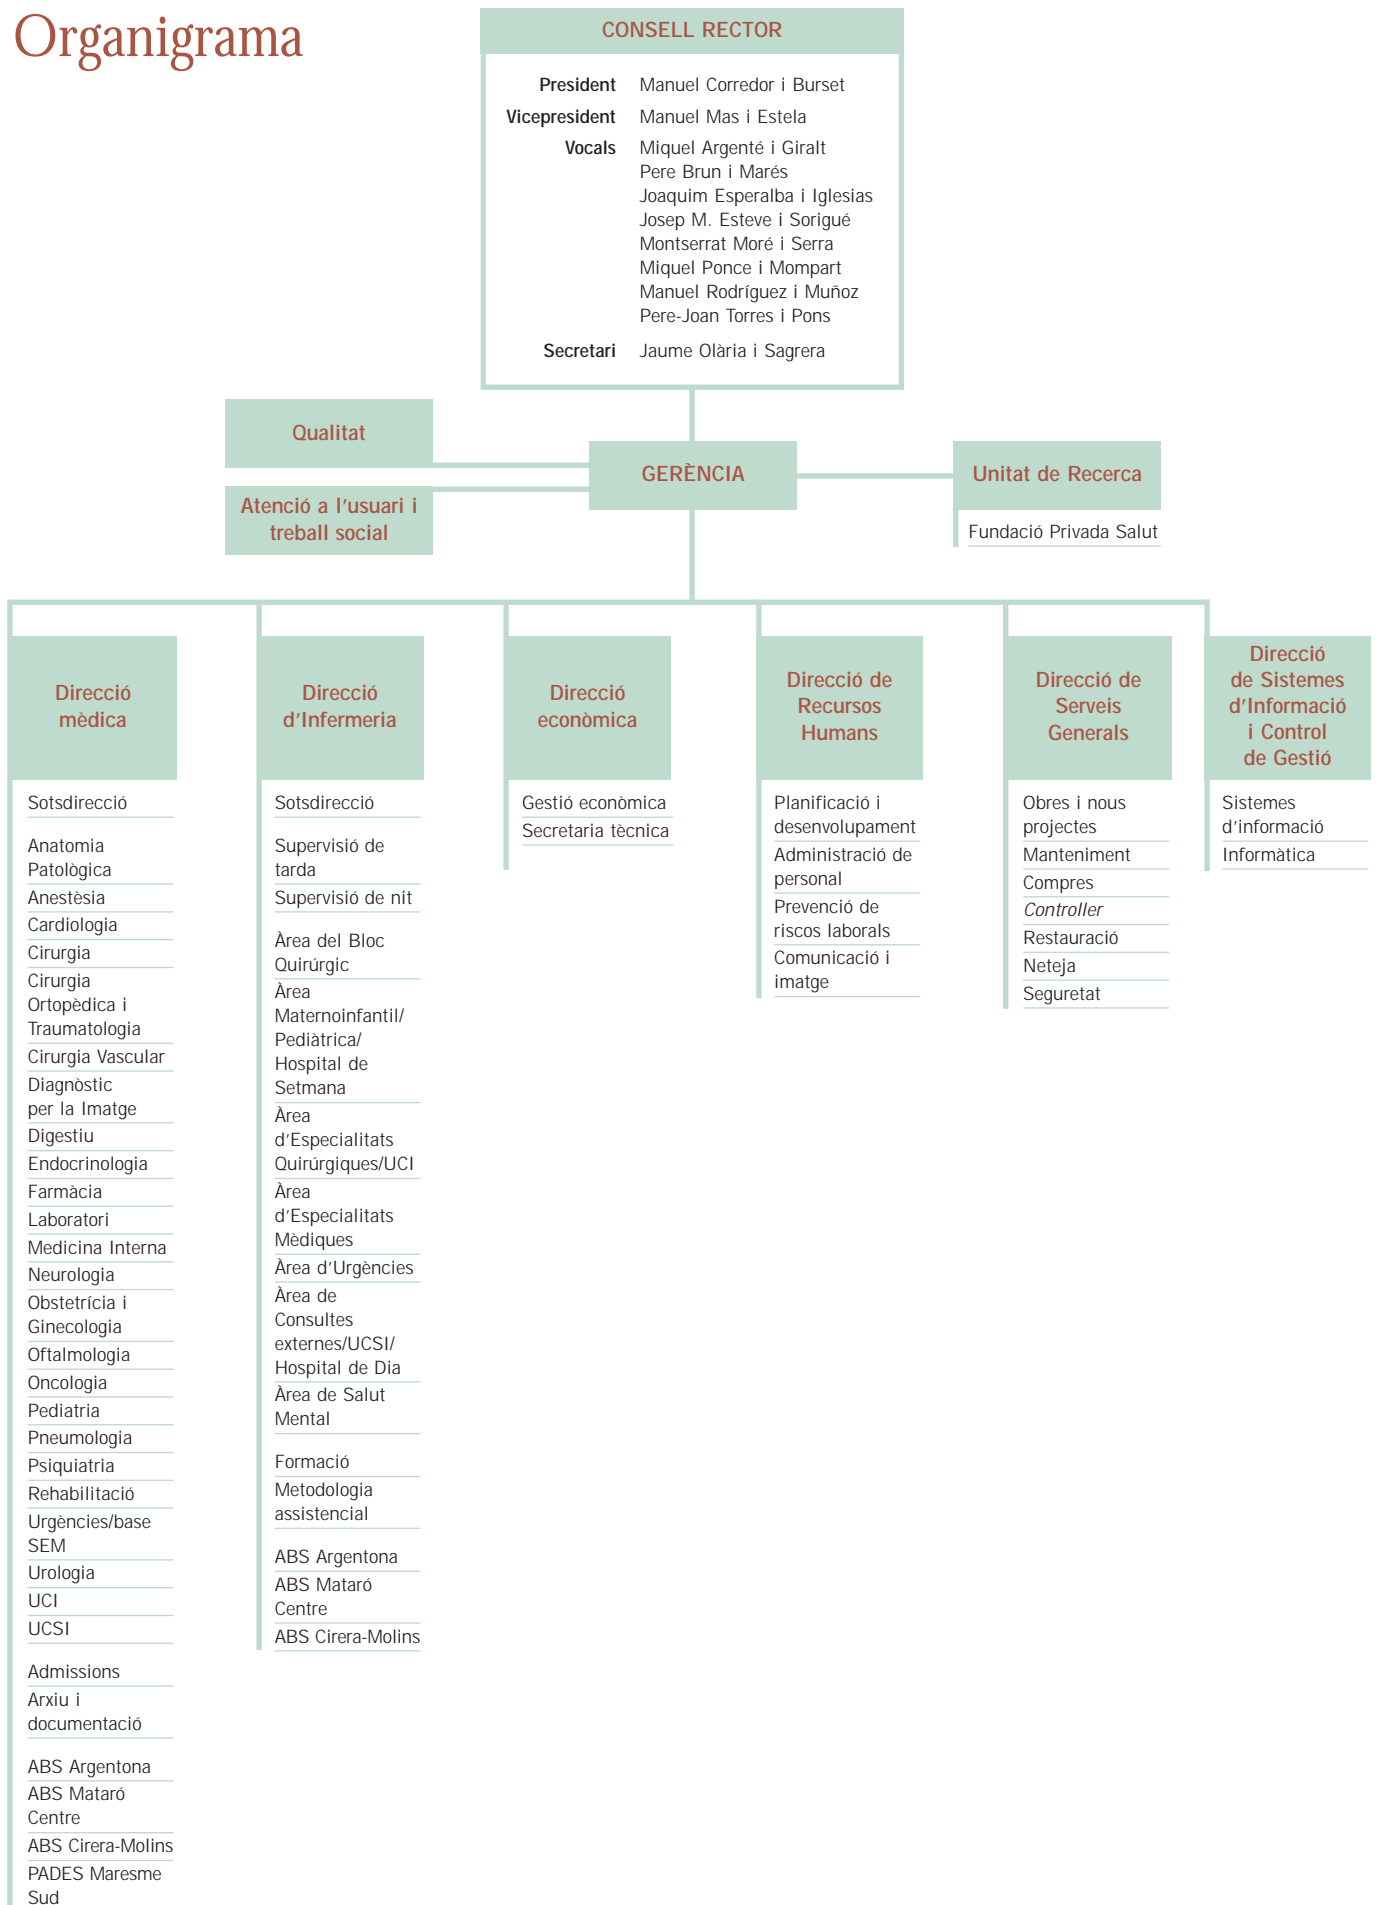 Organigrama
CONSELL RECTOR
President Manuel Corredor i Burset
Vicepresident Manuel Mas i Estela
Vocals Miquel Argenté i Giralt
Pere Brun i Marés
Joaquim Esperalba i Iglesias
Josep M. Esteve i Sorigué
Montserrat Moré i Serra
Miquel Ponce i Mompart
Manuel Rodríguez i Muñoz
Pere-Joan Torres i Pons
Secretari Jaume Olària i Sagrera
Qualitat
Atenció a l'usuari i
treball social
GERÈNCIA
Unitat de Recerca
Fundació Privada Salut
Direcció
mèdica
Sotsdirecció
Anatomia
Patològica
Anestèsia
Cardiologia
Cirurgia
Cirurgia
Ortopèdica i
Traumatologia
Cirurgia Vascular
Diagnòstic
per la Imatge
Digestiu
Endocrinologia
Farmàcia
Laboratori
Medicina Interna
Neurologia
Obstetrícia i
Ginecologia
Oftalmologia
Oncologia
Pediatria
Pneumologia
Psiquiatria
Rehabilitació
Urgències/base
SEM
Urologia
UCI
UCSI
Admissions
Arxiu i
documentació
ABS Argentona
ABS Mataró
Centre
ABS Cirera-Molins
PADES Maresme
Sud
Direcció
d'Infermeria
Sotsdirecció
Supervisió de
tarda
Supervisió de nit
Àrea del Bloc
Quirúrgic
Àrea
Maternoinfantil/
Pediàtrica/
Hospital de
Setmana
Àrea
d'Especialitats
Quirúrgiques/UCI
Àrea
d'Especialitats
Mèdiques
Àrea d'Urgències
Àrea de
Consultes
externes/UCSI/
Hospital de Dia
Àrea de Salut
Mental
Formació
Metodologia
assistencial
ABS Argentona
ABS Mataró
Centre
ABS Cirera-Molins
Direcció
econòmica
Gestió econòmica
Secretaria tècnica
Direcció de
Recursos
Humans
Planificació i
desenvolupament
Administració de
personal
Prevenció de
riscos laborals
Comunicació i
imatge
Direcció de
Serveis
Generals
Obres i nous
projectes
Manteniment
Compres
Controller
Restauració
Neteja
Seguretat
Direcció
de Sistemes
d'Informació
i Control
de Gestió
Sistemes
d'informació
Informàtica